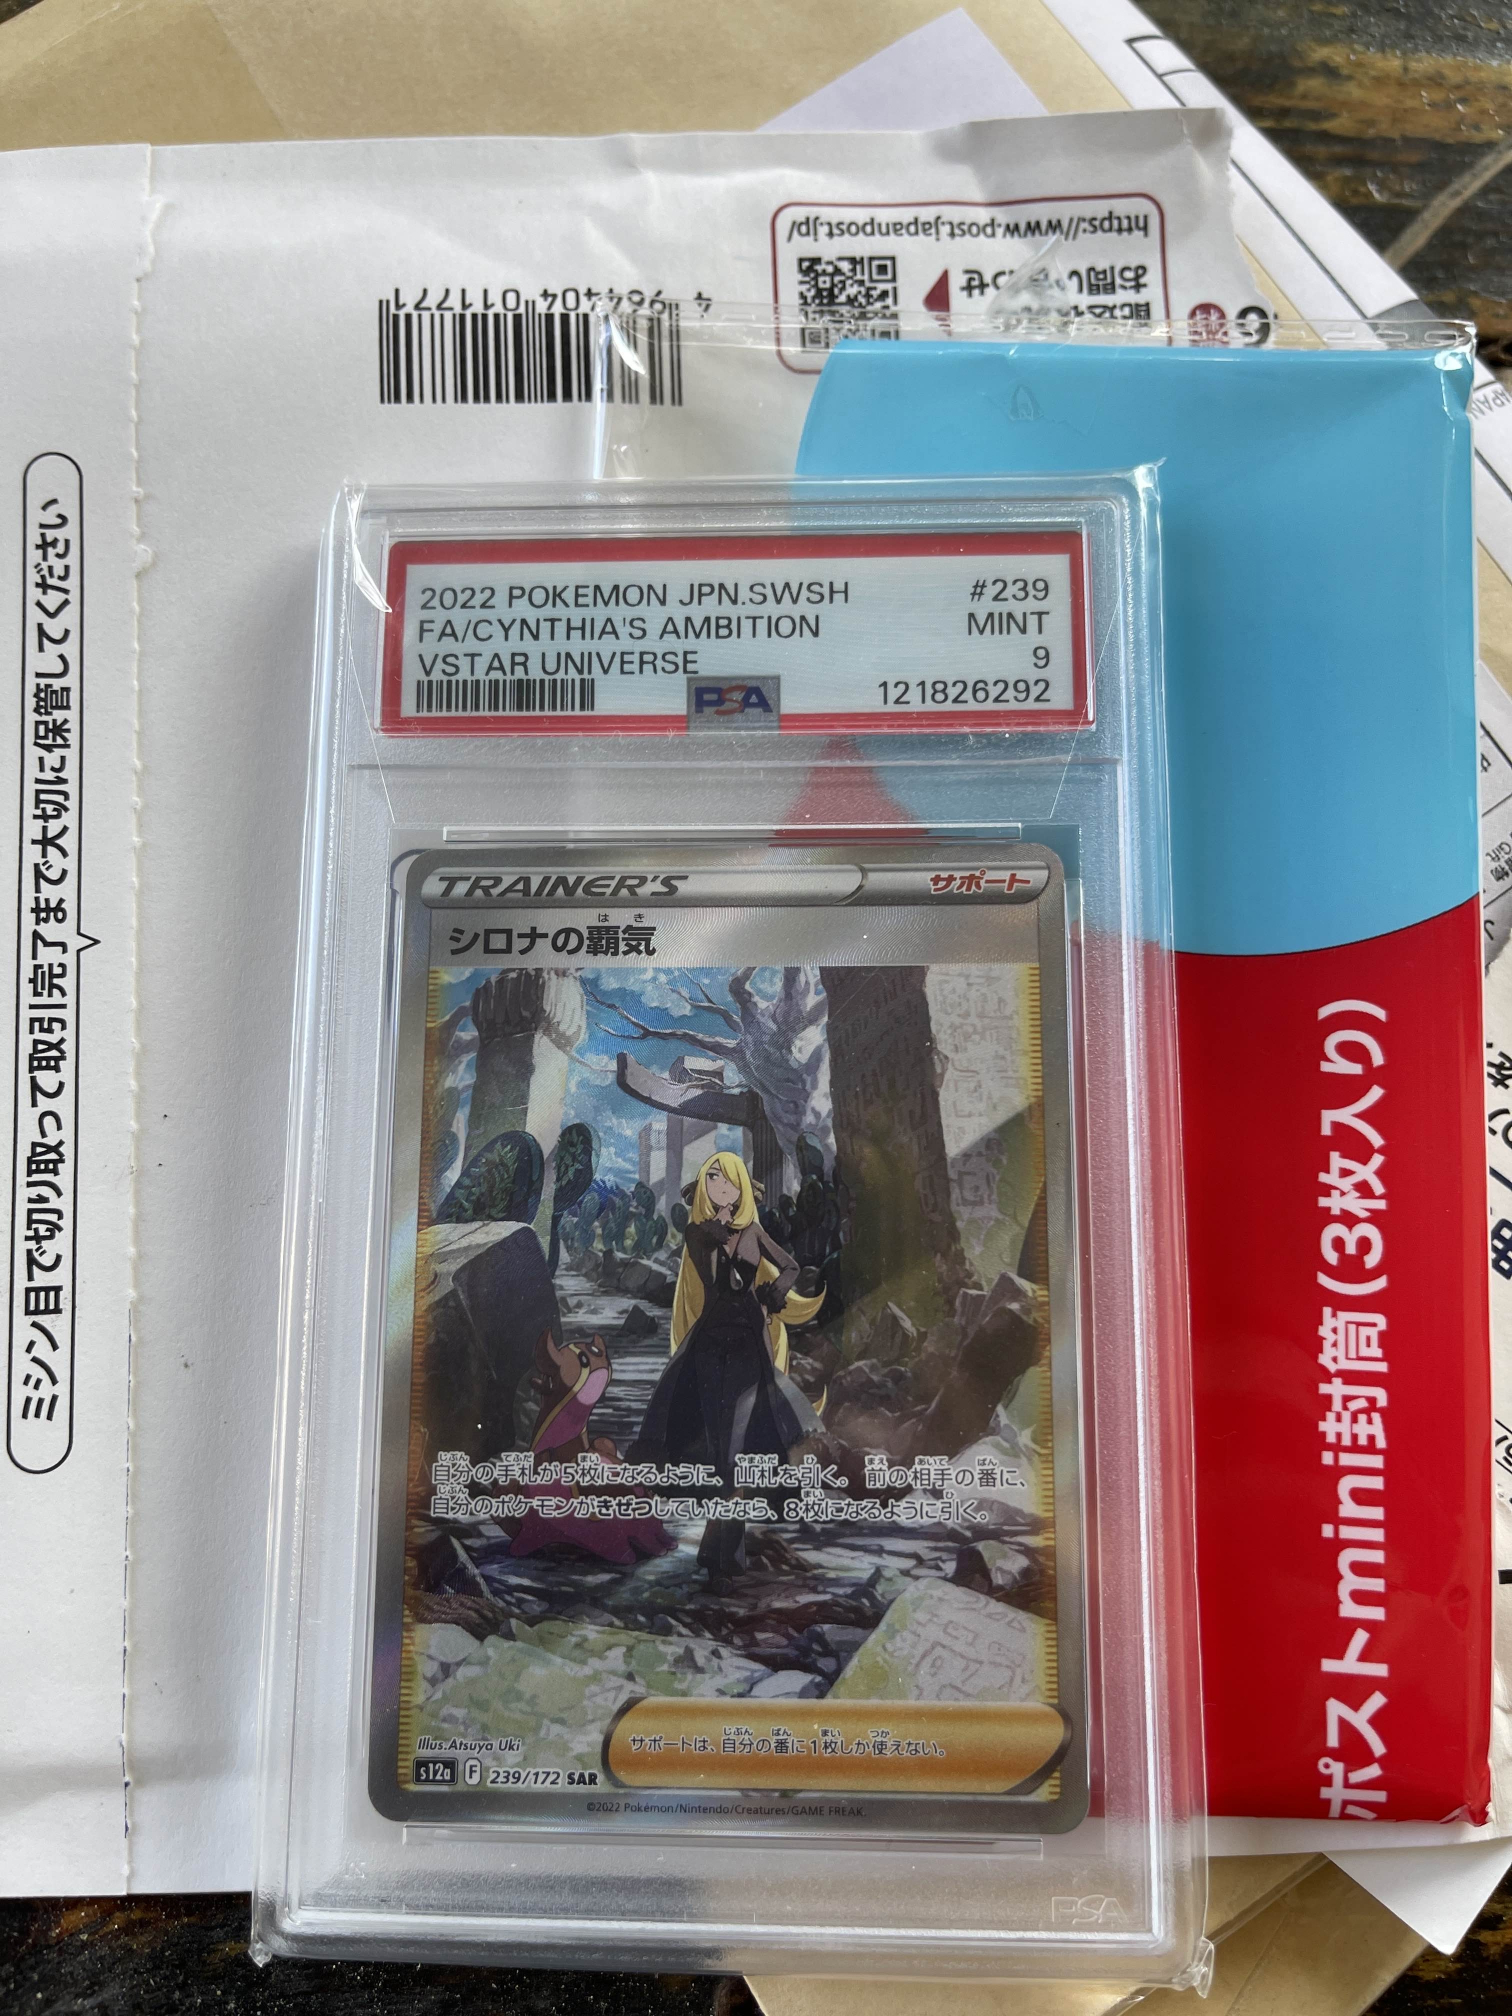 https://www.post.japanpost.jp/
お問い合わせ
4 964404 011771
ミシン目で切り取って取引完了まで大切に保管してください
2022 POKEMON JPN.SWSH #239
FA/CYNTHIA'S AMBITION MINT
VSTAR UNIVERSE 9
PSA 121826292
TRAINER'S サポート
はき
シロナの覇気
じぶん てふだ まい やまふだ ひ まえ あいて ばん
自分の手札が5枚になるように、山札を引く。前の相手の番に、
じぶん まい ひ
自分のポケモンがきぜつしていたなら、8枚になるように引く。
じぶん ばん まい つか
サポートは、自分の番に1枚しか使えない。
Illus.Atsuya Uki
s12a F 239/172 SAR
©2022 Pokémon/Nintendo/Creatures/GAME FREAK.
PSA
ポストmini封筒(3枚入り)